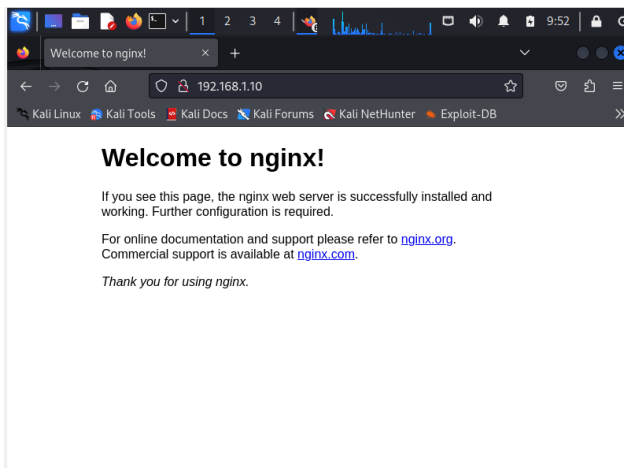 1 2 3 4 9:52
Welcome to nginx!
192.168.1.10
Kali Linux Kali Tools Kali Docs Kali Forums Kali NetHunter Exploit-DB
Welcome to nginx!
If you see this page, the nginx web server is successfully installed and
working. Further configuration is required.
For online documentation and support please refer to nginx.org.
Commercial support is available at nginx.com.
Thank you for using nginx.